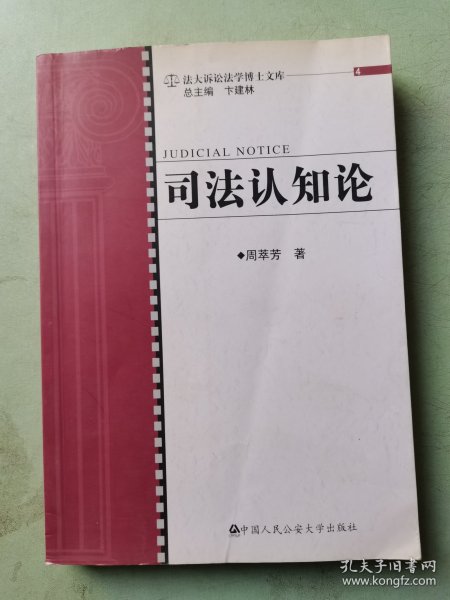 法大诉讼法学博士文库
4
总主编 卞建林
JUDICIAL NOTICE
司法认知论
◆周萃芳 著
中国人民公安大学出版社
孔夫子旧书网
www.kongfz.com